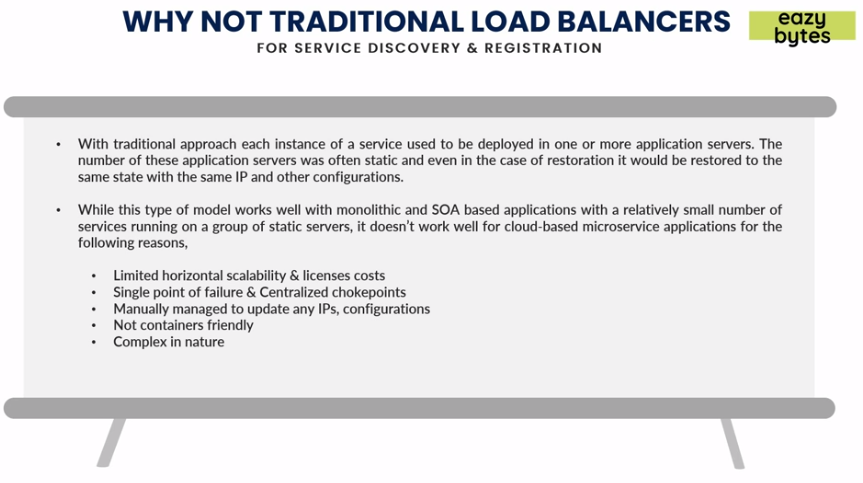 WHY NOT TRADITIONAL LOAD BALANCERS
eazy
bytes
FOR SERVICE DISCOVERY & REGISTRATION
• With traditional approach each instance of a service used to be deployed in one or more application servers. The
number of these application servers was often static and even in the case of restoration it would be restored to the
same state with the same IP and other configurations.
• While this type of model works well with monolithic and SOA based applications with a relatively small number of
services running on a group of static servers, it doesn't work well for cloud-based microservice applications for the
following reasons,
• Limited horizontal scalability & licenses costs
• Single point of failure & Centralized chokepoints
• Manually managed to update any IPs, configurations
• Not containers friendly
• Complex in nature